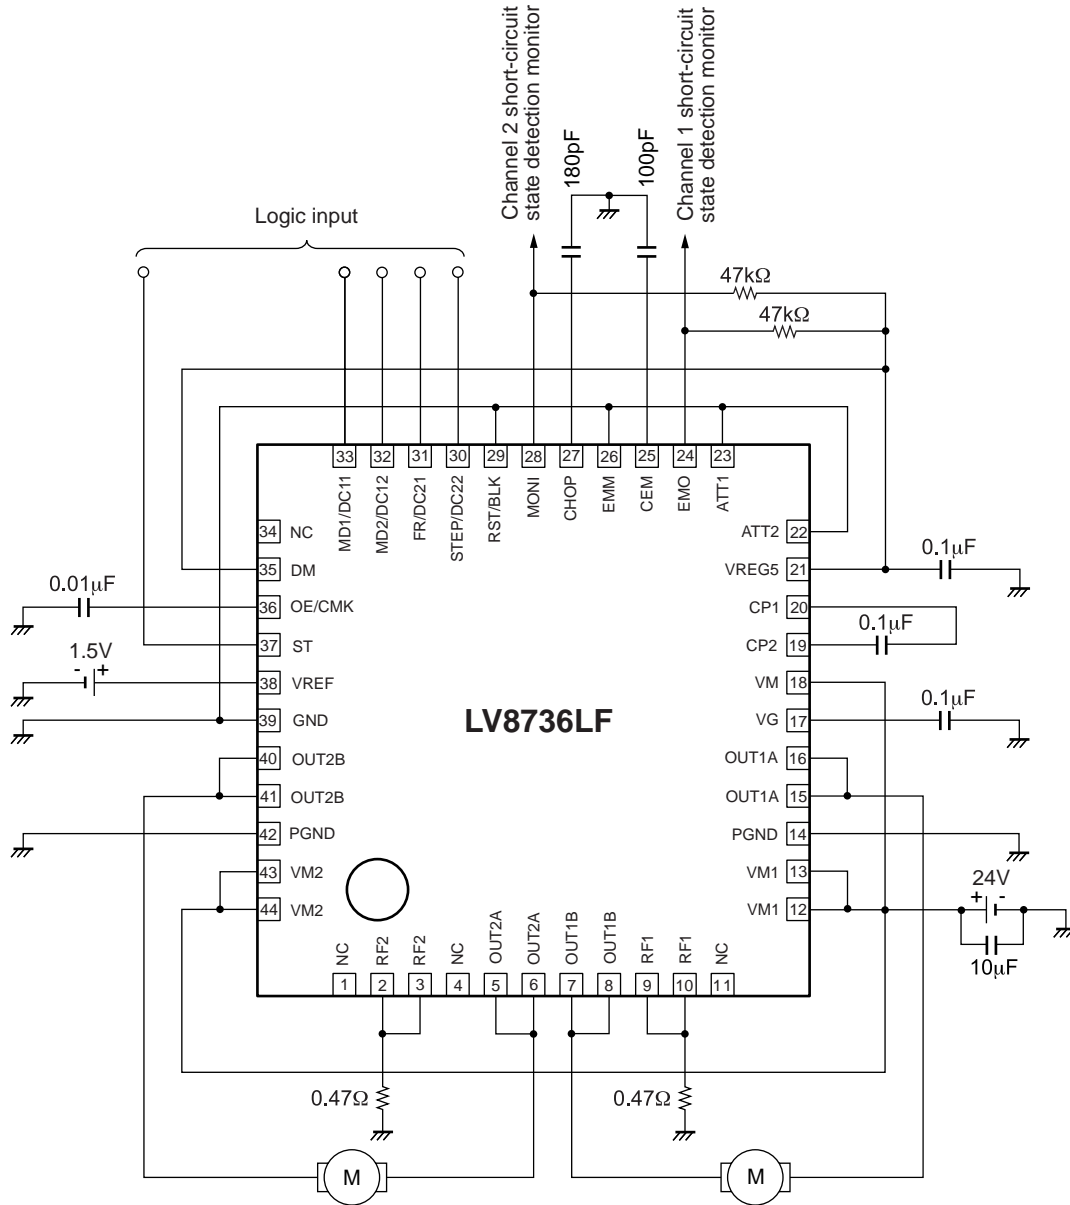 Channel 2 short-circuit
state detection monitor
180pF
100pF
Channel 1 short-circuit
state detection monitor
Logic input
47kΩ
47kΩ
33 32 31 30 29 28 27 26 25 24 23
MD1/DC11
MD2/DC12
FR/DC21
STEP/DC22
RST/BLK
MONI
CHOP
EMM
CEM
EMO
ATT1
34 NC
35 DM
0.01µF
36 OE/CMK
37 ST
1.5V
- +
38 VREF
39 GND
40 OUT2B
41 OUT2B
42 PGND
43 VM2
44 VM2
LV8736LF
ATT2 22
VREG5 21
0.1µF
CP1 20
CP2 19
0.1µF
VM 18
VG 17
0.1µF
OUT1A 16
OUT1A 15
PGND 14
VM1 13
VM1 12
24V
+ -
10µF
NC
RF2
RF2
NC
OUT2A
OUT2A
OUT1B
OUT1B
RF1
RF1
NC
1 2 3 4 5 6 7 8 9 10 11
0.47Ω
0.47Ω
M
M